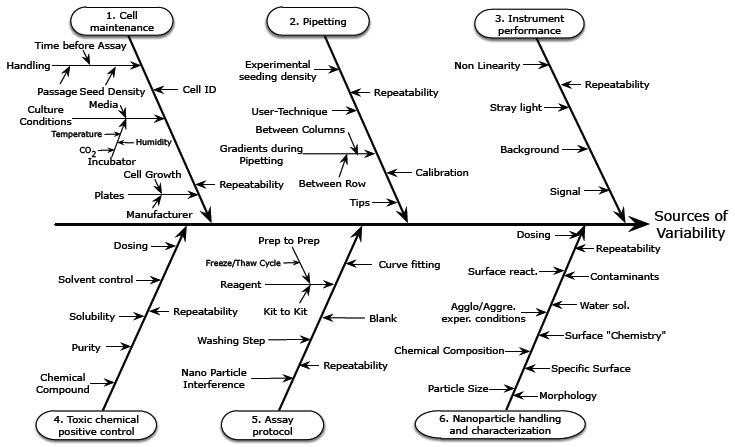 1. Cell
maintenance
Time before Assay
Handling
Passage Seed Density
Cell ID
Media
Culture
Conditions
Temperature
Humidity
CO2
Incubator
Cell Growth
Repeatability
Plates
Manufacturer
2. Pipetting
Experimental
seeding density
Repeatability
User-Technique
Between Columns
Gradients during
Pipetting
Between Row
Calibration
Tips
3. Instrument
performance
Non Linearity
Repeatability
Stray light
Background
Signal
Sources of
Variability
Dosing
Solvent control
Solubility
Repeatability
Purity
Chemical
Compound
4. Toxic chemical
positive control
Prep to Prep
Freeze/Thaw Cycle
Curve fitting
Reagent
Kit to Kit
Blank
Washing Step
Repeatability
Nano Particle
Interference
5. Assay
protocol
Dosing
Repeatability
Surface react.
Contaminants
Agglo/Aggre.
exper. conditions
Water sol.
Surface "Chemistry"
Chemical Composition
Specific Surface
Particle Size
Morphology
6. Nanoparticle handling
and characterization